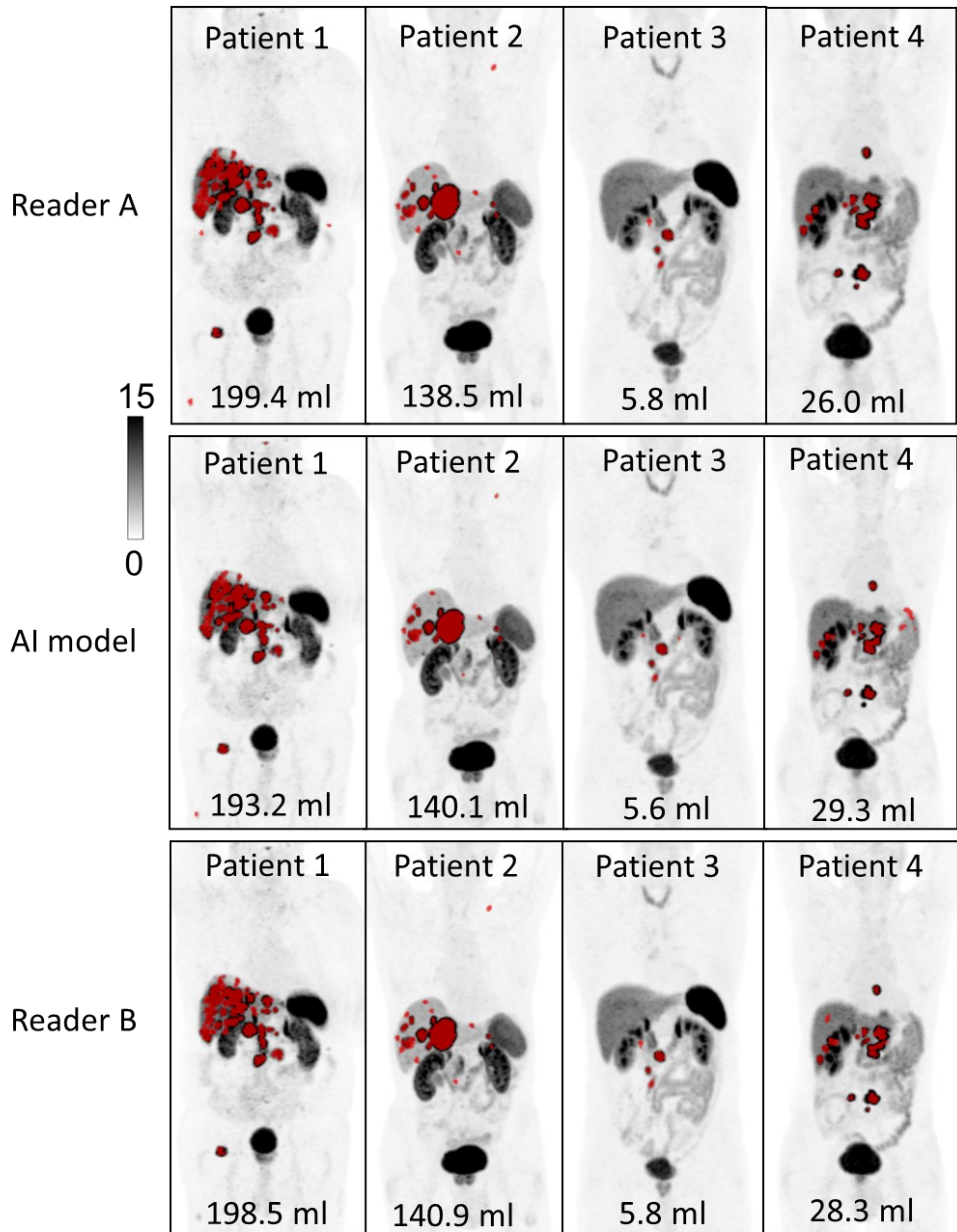 Patient 1 Patient 2 Patient 3 Patient 4
Reader A
199.4 ml 138.5 ml 5.8 ml 26.0 ml
15
0
Patient 1 Patient 2 Patient 3 Patient 4
AI model
193.2 ml 140.1 ml 5.6 ml 29.3 ml
Patient 1 Patient 2 Patient 3 Patient 4
Reader B
198.5 ml 140.9 ml 5.8 ml 28.3 ml